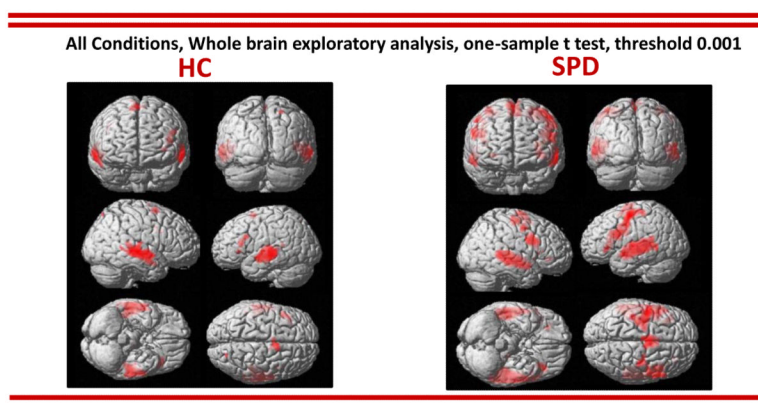 All Conditions, Whole brain exploratory analysis, one-sample t test, threshold 0.001
HC
SPD